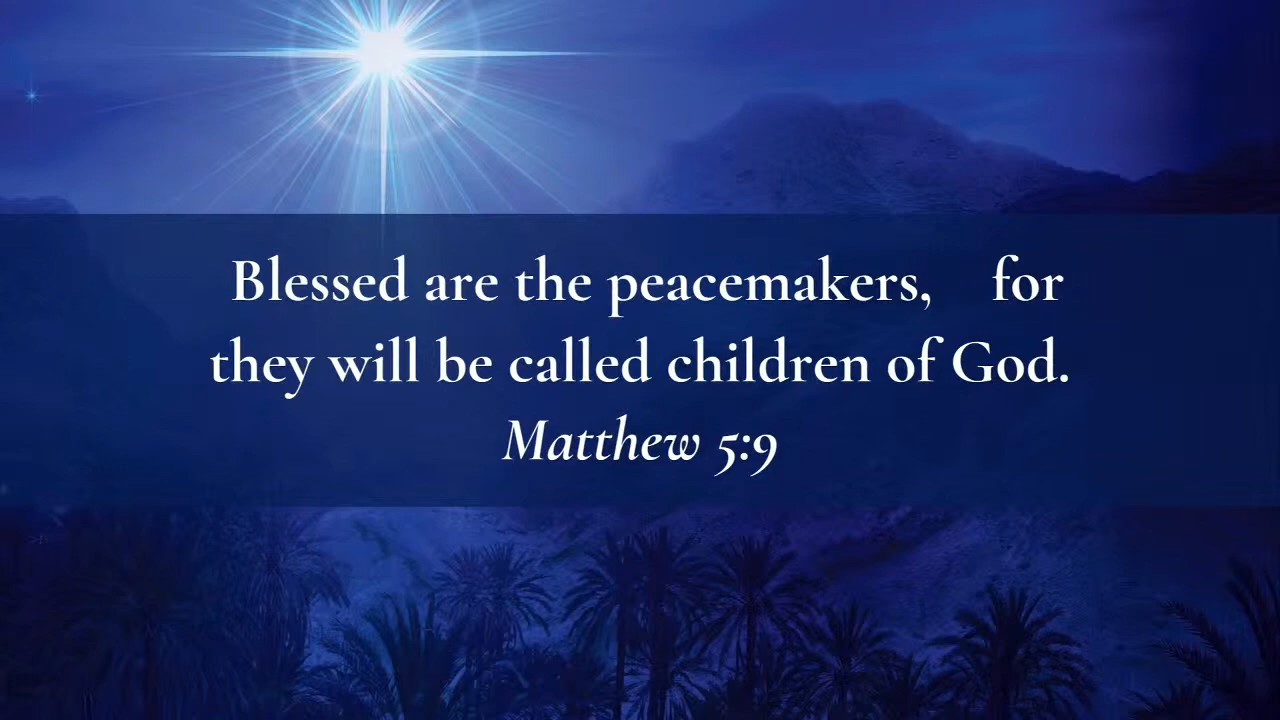 Blessed are the peacemakers, for
they will be called children of God.
Matthew 5:9